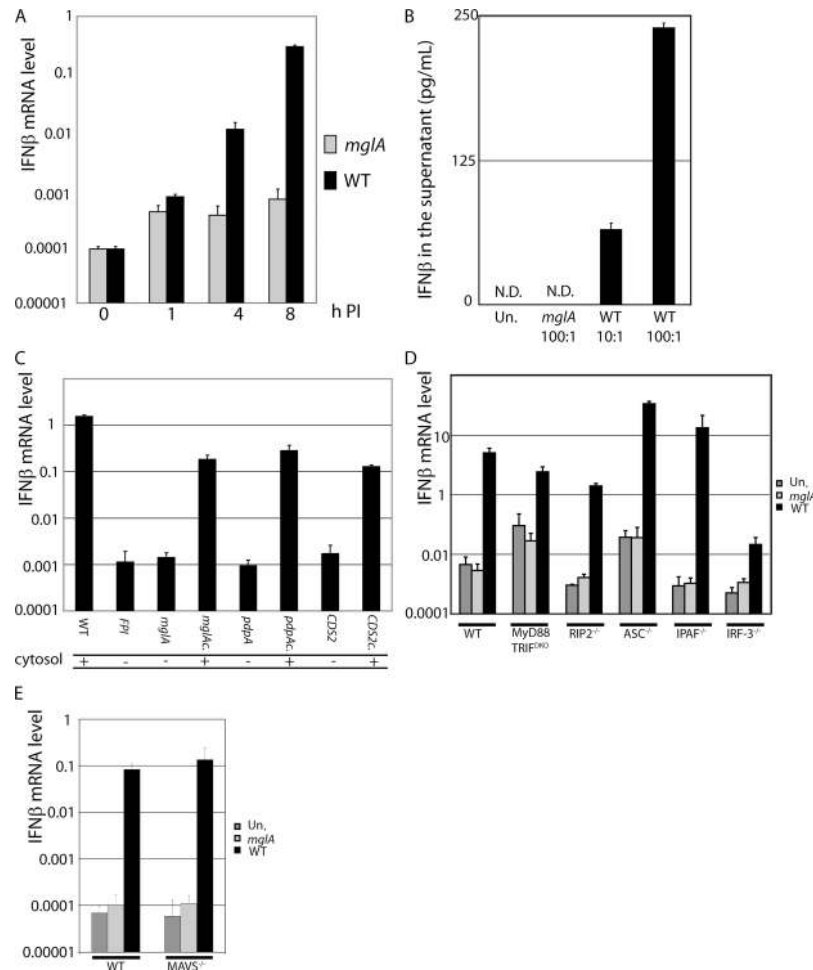 A
IFNβ mRNA level
1
0.1
0.01
0.001
0.0001
0.00001
0 1 4 8 h PI
mglA
WT
B
IFNβ in the supernatant (pg/mL)
250
125
0
N.D. N.D.
Un. mglA WT WT
100:1 10:1 100:1
C
IFNβ mRNA level
10
1
0.1
0.01
0.001
0.0001
WT FPI mglA mglAc. pdpA pdpAc. CDS2 CDS2c.
cytosol + - - + - + - +
D
IFNβ mRNA level
10
1
0.01
0.0001
Un,
mglA
WT
WT MyD88 RIP2-/- ASC-/- IPAF-/- IRF-3-/-
TRIFDKO
E
IFNβ mRNA level
1
0.1
0.01
0.001
0.0001
0.00001
Un,
mglA
WT
WT MAVS-/-